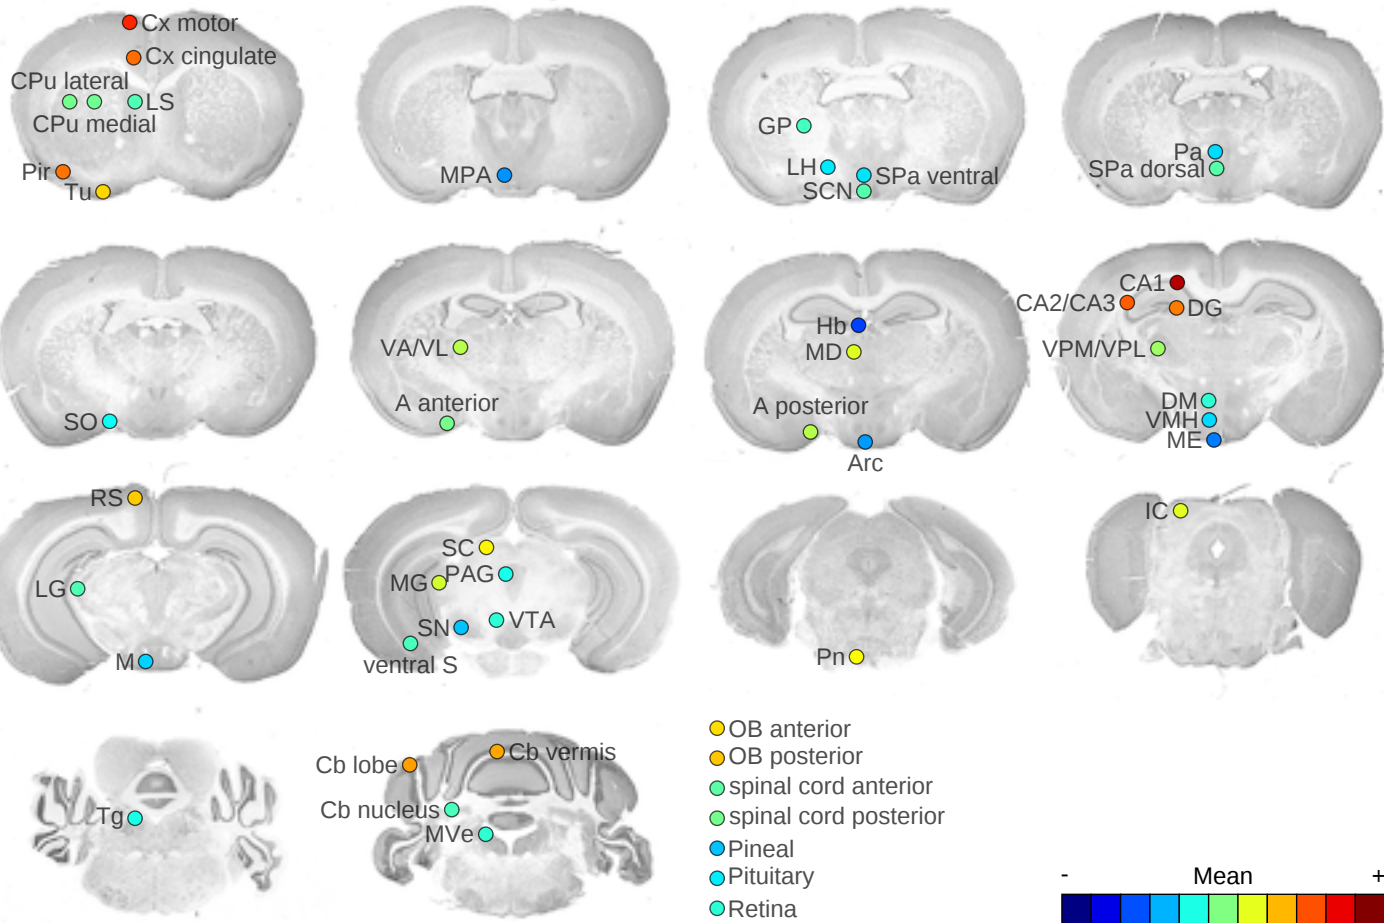 Cx motor
Cx cingulate
CPu lateral
LS
CPu medial
Pir
Tu
MPA
GP
LH
SPa ventral
SCN
Pa
SPa dorsal
SO
VA/VL
A anterior
Hb
MD
A posterior
Arc
CA1
CA2/CA3
DG
VPM/VPL
DM
VMH
ME
RS
LG
M
SC
MG
PAG
SN
VTA
ventral S
Pn
IC
Tg
Cb lobe
Cb vermis
Cb nucleus
MVe
OB anterior
OB posterior
spinal cord anterior
spinal cord posterior
Pineal
Pituitary
Retina
- Mean +